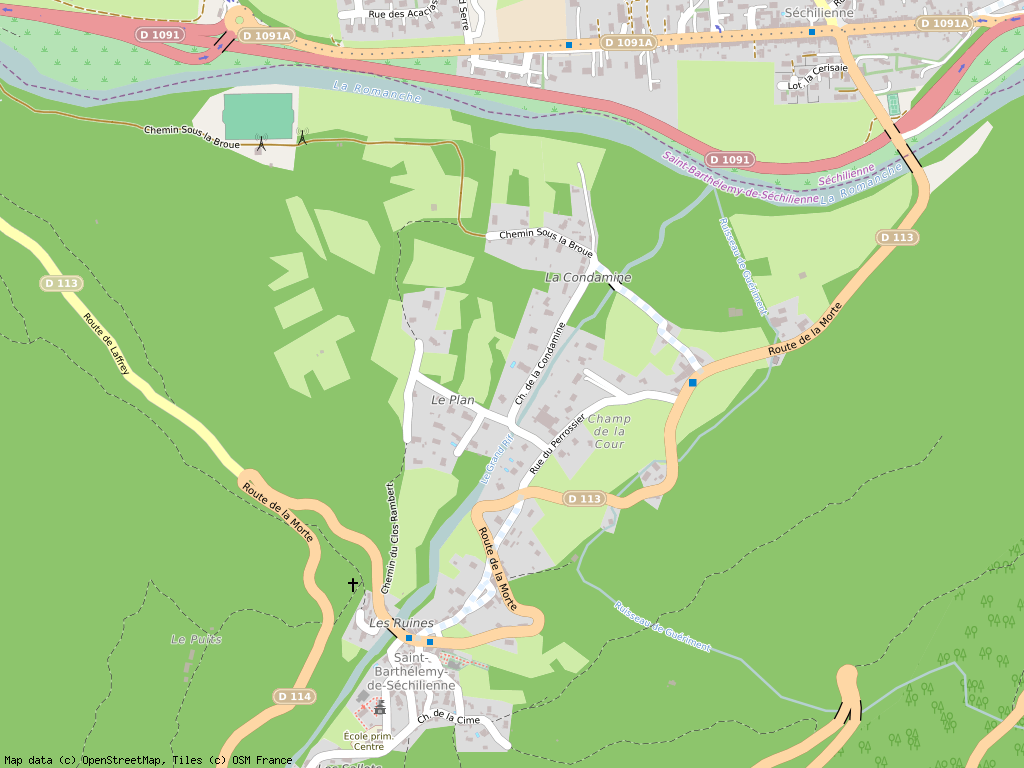 Rue des Acacias
Séchilienne
D 1091
D 1091A
D 1091A
D 1091A
La Romanche
Lot. la Cerisaie
Chemin Sous la Broue
D 1091
Saint-Barthélemy-de-Séchilienne
Séchilienne
La Romanche
Ruisseau de Guériment
D 113
Chemin Sous la Broue
La Condamine
D 113
Route de Laffrey
Route de la Morte
Ch. de la Condamine
Le Plan
Champ
de la
Cour
Rue du Perrossier
Le Grand Rif
D 113
Route de la Morte
Chemin du Clos Rambert
Route de la Morte
Les Ruines
Ruisseau de Guériment
Le Puits
Saint-
Barthélemy-
de-Séchilienne
D 114
Ch. de la Cime
École prim.
Centre
Map data (c) OpenStreetMap, Tiles (c) OSM France